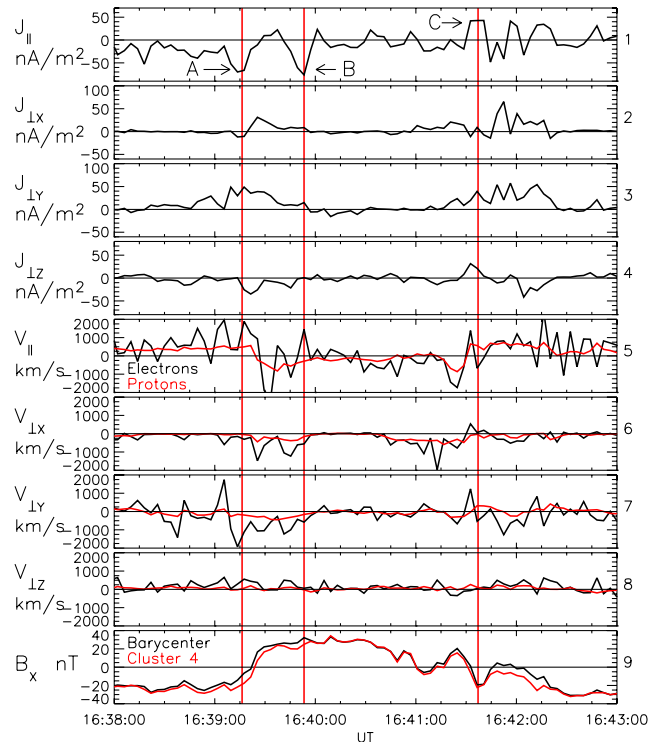 J∥
nA/m²
50
0
−50
A
B
C
1
J⊥X
nA/m²
100
50
0
−50
2
J⊥Y
nA/m²
100
50
0
−50
3
J⊥Z
nA/m²
50
0
−50
4
V∥
km/s
2000
1000
0
−1000
−2000
Electrons
Protons
5
V⊥X
km/s
2000
1000
0
−1000
−2000
6
V⊥Y
km/s
2000
1000
0
−1000
−2000
7
V⊥Z
km/s
2000
1000
0
−1000
−2000
8
Bx nT
40
20
0
−20
−40
Barycenter
Cluster 4
9
16:38:00 16:39:00 16:40:00 16:41:00 16:42:00 16:43:00
UT